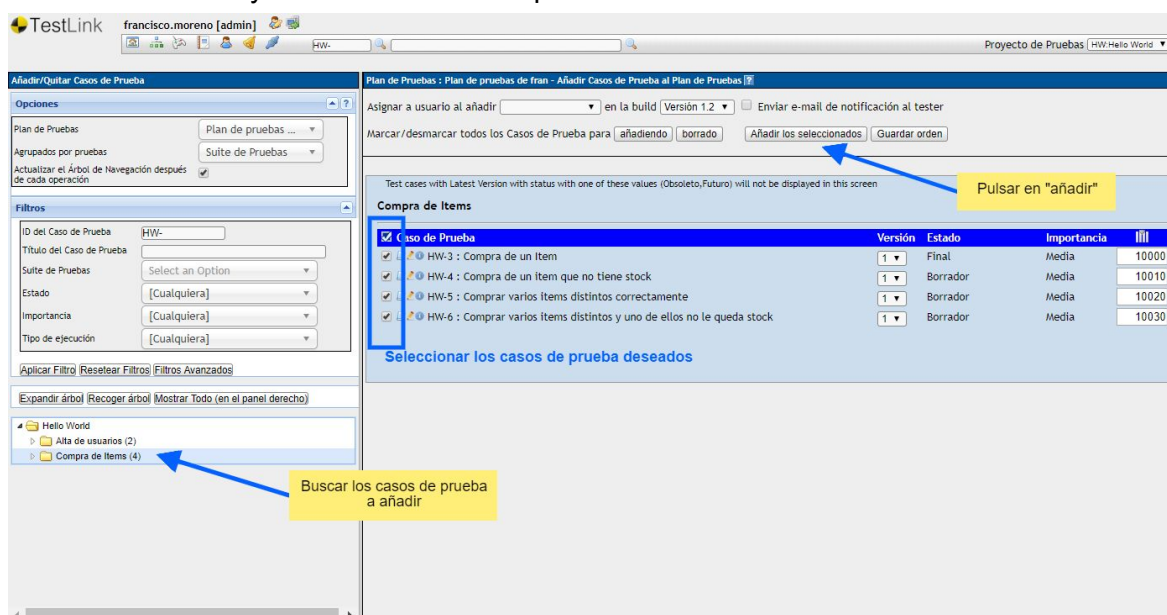 TestLink francisco.moreno [admin]
HW- Proyecto de Pruebas HW:Hello World
Añadir/Quitar Casos de Prueba
Opciones ?
Plan de Pruebas Plan de pruebas ...
Agrupados por pruebas Suite de Pruebas
Actualizar el Árbol de Navegación después
de cada operación
Filtros
ID del Caso de Prueba HW-
Título del Caso de Prueba
Suite de Pruebas Select an Option
Estado [Cualquiera]
Importancia [Cualquiera]
Tipo de ejecución [Cualquiera]
Aplicar Filtro Resetear Filtros Filtros Avanzados
Expandir árbol Recoger árbol Mostrar Todo (en el panel derecho)
Hello World
Alta de usuarios (2)
Compra de Items (4)
Buscar los casos de prueba
a añadir
Plan de Pruebas : Plan de pruebas de fran - Añadir Casos de Prueba al Plan de Pruebas ?
Asignar a usuario al añadir en la build Versión 1.2 Enviar e-mail de notificación al tester
Marcar/desmarcar todos los Casos de Prueba para añadiendo borrado Añadir los seleccionados Guardar orden
Pulsar en "añadir"
Test cases with Latest Version with status with one of these values (Obsoleto,Futuro) will not be displayed in this screen
Compra de Items
Caso de Prueba Versión Estado Importancia
HW-3 : Compra de un Item 1 Final Media 10000
HW-4 : Compra de un item que no tiene stock 1 Borrador Media 10010
HW-5 : Comprar varios items distintos correctamente 1 Borrador Media 10020
HW-6 : Comprar varios items distintos y uno de ellos no le queda stock 1 Borrador Media 10030
Seleccionar los casos de prueba deseados